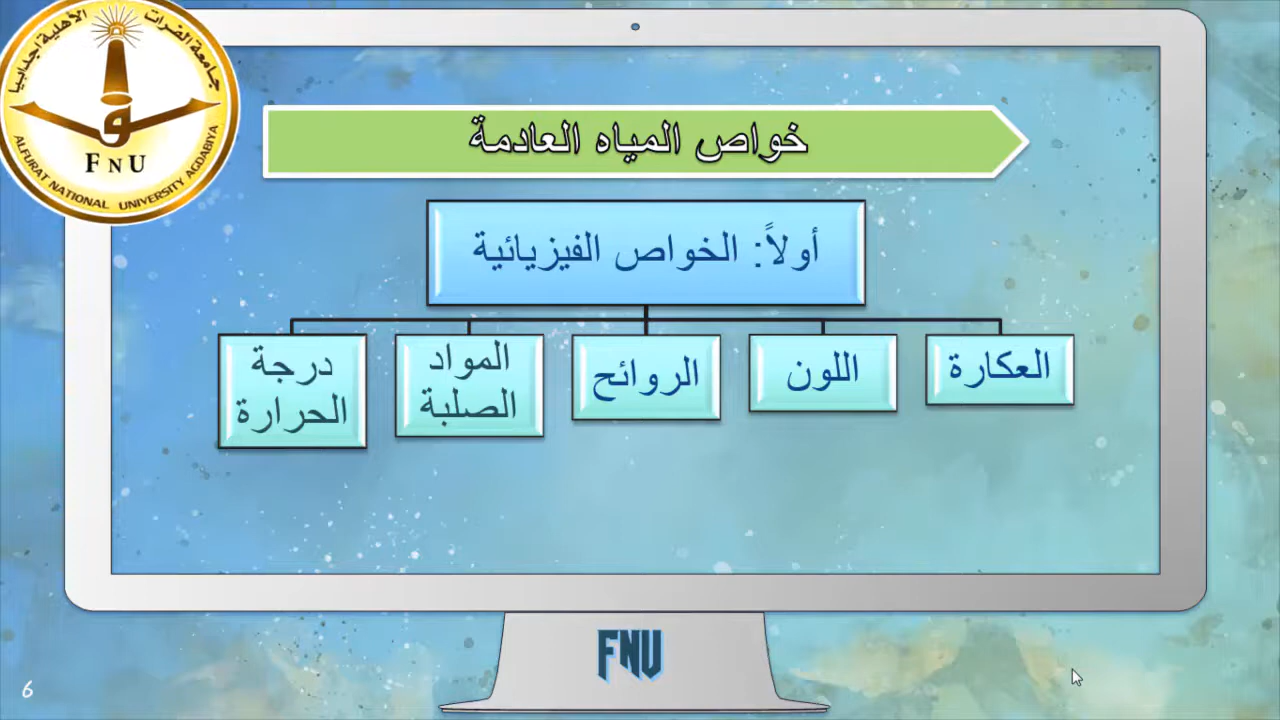 جامعة الفرات الأهلية اجدابيا
FNU
ALFURAT NATIONAL UNIVERSITY AGDABIYA
خواص المياه العادمة
أولاً: الخواص الفيزيائية
العكارة
اللون
الروائح
المواد
الصلبة
درجة
الحرارة
FNU
6